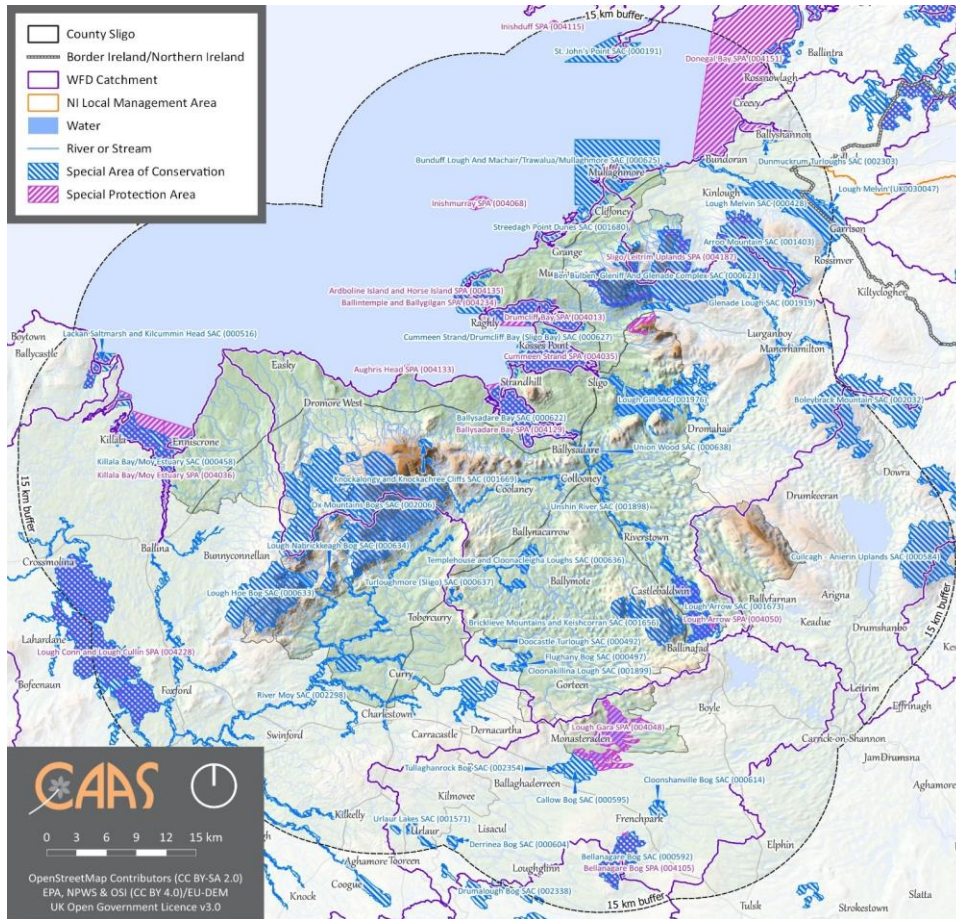 County Sligo
Border Ireland/Northern Ireland
WFD Catchment
NI Local Management Area
Water
River or Stream
Special Area of Conservation
Special Protection Area
15 km buffer
Inishduff SPA (004115)
St. John's Point SAC (000191)
Ballintra
Donegal Bay SPA (004151)
Rossnowlagh
Creevy
Ballyshannon
Bunduff Lough And Machair/Trawalua/Mullaghmore SAC (000625)
Bundoran
Dunmuckrum Turloughs SAC (002303)
Mullaghmore
Kinlough
Lough Melvin (UK0030047)
Inishmurray SPA (004068)
Cliffoney
Lough Melvin SAC (000428)
Garrison
Streedagh Point Dunes SAC (001680)
Arroo Mountain SAC (001403)
Rossinver
Grange
Sligo/Leitrim Uplands SPA (004187)
Ben Bulben, Gleniff And Glenade Complex SAC (000623)
Kiltyclogher
Ardboline Island and Horse Island SPA (004135)
Ballintemple and Ballygilgan SPA (004234)
Glenade Lough SAC (001919)
Drumcliff Bay SPA (004013)
Raghly
Lurganboy
Lackan Saltmarsh and Kilcummin Head SAC (000516)
Cummeen Strand/Drumcliff Bay (Sligo Bay) SAC (000627)
Rosses Point
Manorhamilton
Boytown
Ballycastle
Cummeen Strand SPA (004035)
Easky
Aughris Head SPA (004133)
Strandhill
Sligo
Dromore West
Lough Gill SAC (001976)
Boleybrack Mountain SAC (002032)
Ballysadare Bay SAC (000622)
Ballysadare Bay SPA (004129)
Dromahair
Killala
Enniscrone
Ballysadare
Union Wood SAC (000638)
Killala Bay/Moy Estuary SAC (000458)
Killala Bay/Moy Estuary SPA (004036)
Collooney
Dowra
Knockalongy and Knockachree Cliffs SAC (001669)
Coolaney
Drumkeeran
15 km buffer
Ox Mountains Bogs SAC (002006)
Unshin River SAC (001898)
Ballynacarrow
Riverstown
Ballina
Bunnyconnellan
Lough Nabrickkeagh Bog SAC (000634)
Cuilcagh - Anierin Uplands SAC (000584)
Crossmolina
Templehouse and Cloonacleigha Loughs SAC (000636)
Turloughmore (Sligo) SAC (000637)
Ballymote
Castlebaldwin
Ballyfarnan
Arigna
Lough Hoe Bog SAC (000633)
Lough Arrow SAC (001673)
Tobercurry
Bricklieve Mountains and Keishcorran SAC (001656)
Lough Arrow SPA (004050)
Keadue
Drumshanbo
Lahardane
Doocastle Turlough SAC (000492)
Ballinafad
15 km buffer
Lough Conn and Lough Cullin SPA (004228)
Flughany Bog SAC (000497)
Bofeenaun
Curry
Cloonakillina Lough SAC (001899)
Foxford
Gorteen
Leitrim
River Moy SAC (002298)
Boyle
Effrinagh
Charlestown
Lough Gara SPA (004048)
Swinford
Carracastle
Dernacartha
Monasteraden
Carrick-on-Shannon
JamDrumsna
Tullaghanrock Bog SAC (002354)
Cloonshanville Bog SAC (000614)
Ballaghaderreen
Kilmovee
Callow Bog SAC (000595)
Kilkelly
Urlaur Lakes SAC (001571)
Frenchpark
Urlaur
Lisacul
Elphin
Derrinea Bog SAC (000604)
Bellanagare Bog SAC (000592)
Aghamore
Tooreen
Loughglinn
Bellanagare Bog SPA (004105)
Knock
Coogue
Drumalough Bog SAC (002338)
Tulsk
Slatta
15 km buffer
Strokestown
CAAS
0 3 6 9 12 15 km
OpenStreetMap Contributors (CC BY-SA 2.0)
EPA, NPWS & OSI (CC BY 4.0)/EU-DEM
UK Open Government Licence v3.0